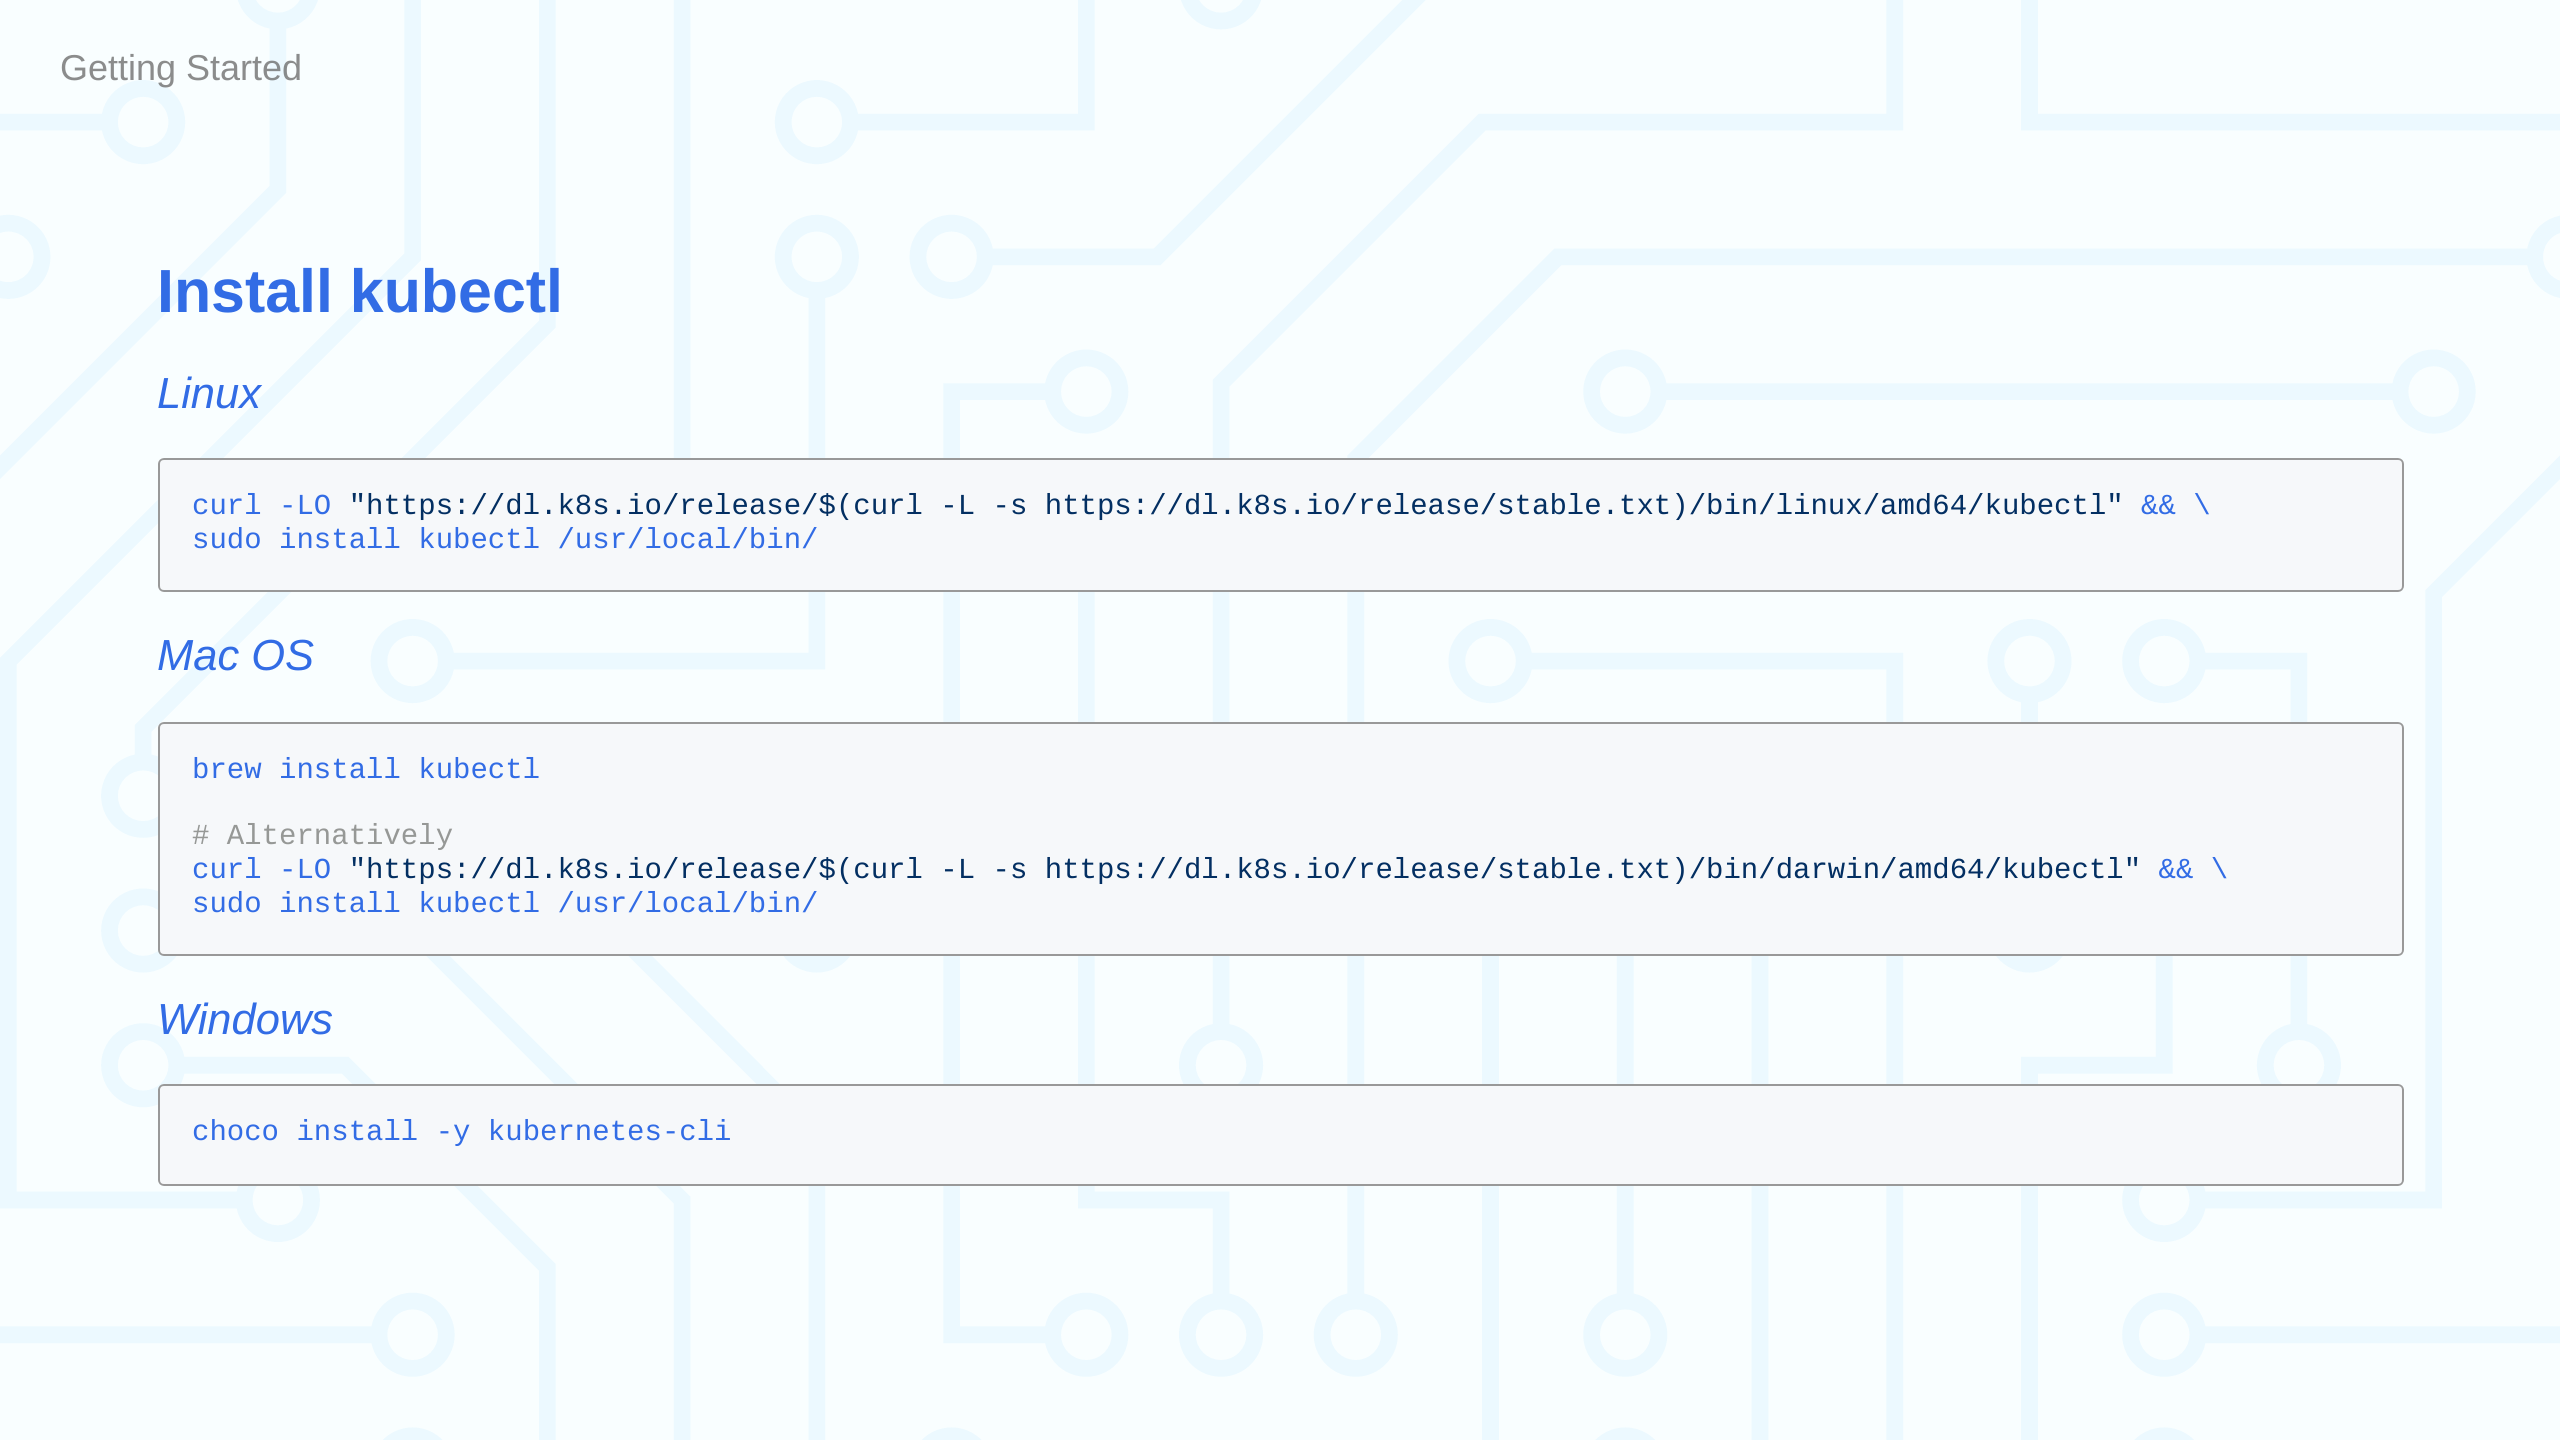 Getting Started
Install kubectl
Linux
curl -LO "https://dl.k8s.io/release/$(curl -L -s https://dl.k8s.io/release/stable.txt)/bin/linux/amd64/kubectl" && \
sudo install kubectl /usr/local/bin/
Mac OS
brew install kubectl
# Alternatively
curl -LO "https://dl.k8s.io/release/$(curl -L -s https://dl.k8s.io/release/stable.txt)/bin/darwin/amd64/kubectl" && \
sudo install kubectl /usr/local/bin/
Windows
choco install -y kubernetes-cli